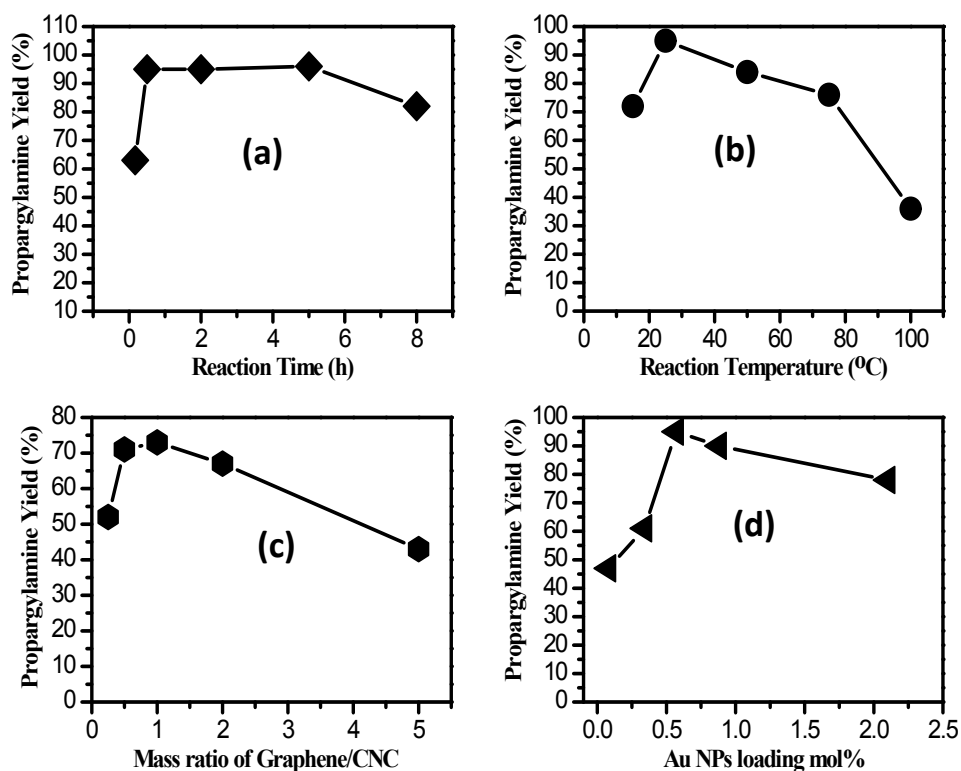 Propargylamine Yield (%)
110
100
90
80
70
60
50
40
30
20
10
(a)
0 2 4 6 8
Reaction Time (h)
Propargylamine Yield (%)
100
90
80
70
60
50
40
30
20
10
0
(b)
0 20 40 60 80 100
Reaction Temperature (⁰C)
Propargylamine Yield (%)
80
70
60
50
40
30
20
10
0
(c)
0 1 2 3 4 5
Mass ratio of Graphene/CNC
Propargylamine Yield (%)
100
90
80
70
60
50
40
30
20
10
0
(d)
0.0 0.5 1.0 1.5 2.0 2.5
Au NPs loading mol%